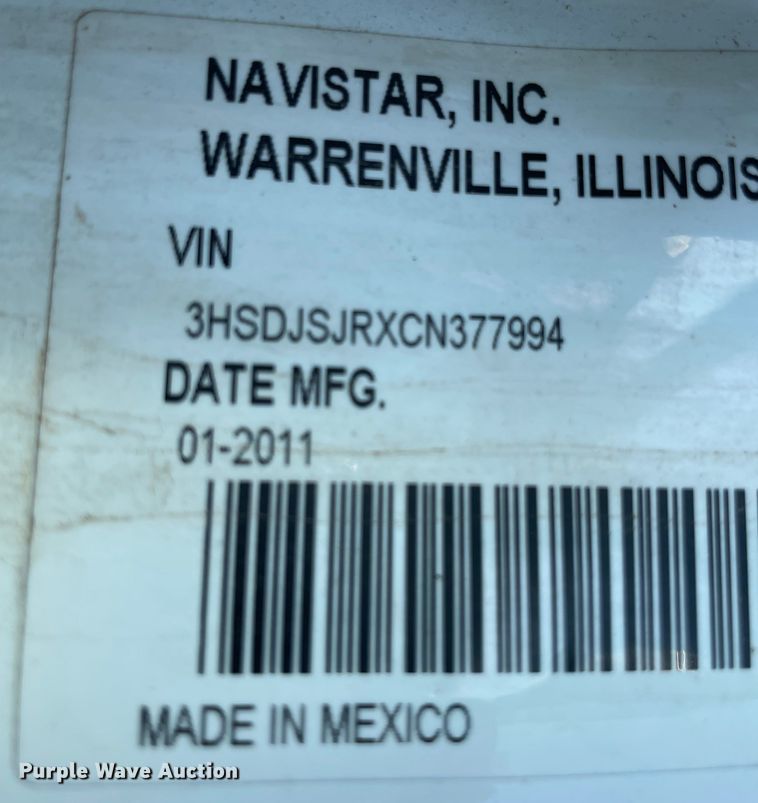 NAVISTAR, INC.
WARRENVILLE, ILLINOIS
VIN
3HSDJSJRXCN377994
DATE MFG.
01-2011
MADE IN MEXICO
Purple Wave Auction